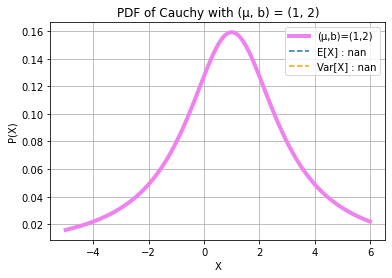 PDF of Cauchy with (μ, b) = (1, 2)
(μ,b)=(1,2)
E[X] : nan
Var[X] : nan
0.16
0.14
0.12
0.10
0.08
0.06
0.04
0.02
P(X)
−4
−2
0
2
4
6
X